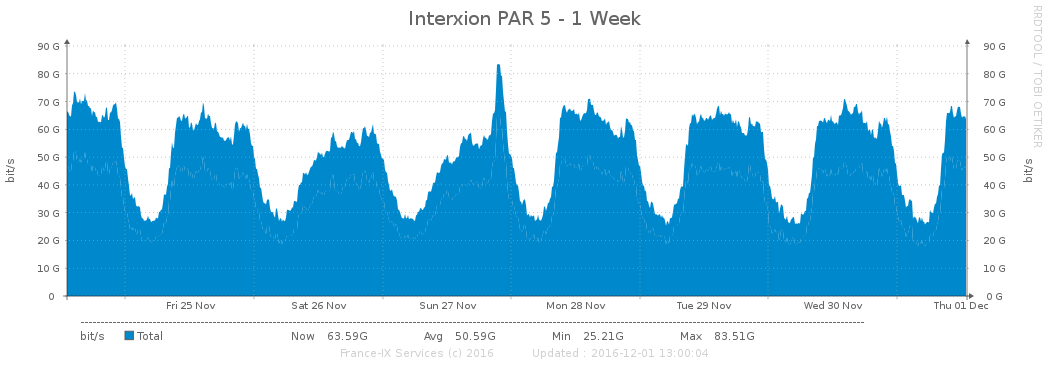 Interxion PAR 5 - 1 Week
RRDTOOL / TOBI OETIKER
90 G 90 G
80 G 80 G
70 G 70 G
60 G 60 G
50 G 50 G
40 G 40 G
30 G 30 G
20 G 20 G
10 G 10 G
0 0 G
bit/s bit/s
Fri 25 Nov Sat 26 Nov Sun 27 Nov Mon 28 Nov Tue 29 Nov Wed 30 Nov Thu 01 Dec
bit/s Total Now 63.59G Avg 50.59G Min 25.21G Max 83.51G
France-IX Services (c) 2016 Updated : 2016-12-01 13:00:04